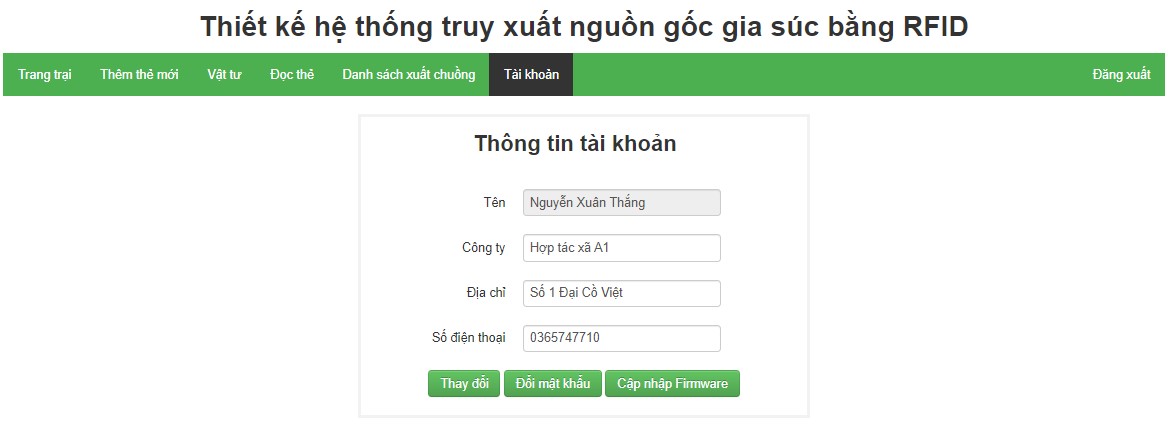 Thiết kế hệ thống truy xuất nguồn gốc gia súc bằng RFID
Trang trại Thêm thẻ mới Vật tư Đọc thẻ Danh sách xuất chuồng Tài khoản Đăng xuất
Thông tin tài khoản
Tên Nguyễn Xuân Thắng
Công ty Hợp tác xã A1
Địa chỉ Số 1 Đại Cồ Việt
Số điện thoại 0365747710
Thay đổi Đổi mật khẩu Cập nhập Firmware